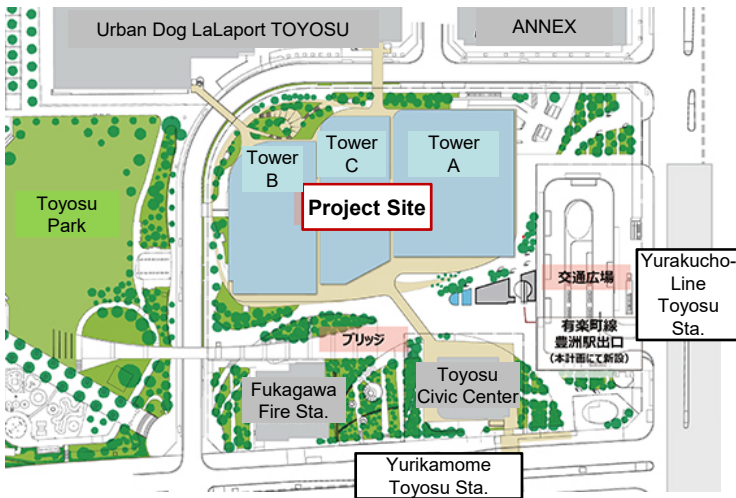 Urban Dog LaLaport TOYOSU
ANNEX
Tower
B
Tower
C
Tower
A
Project Site
Toyosu
Park
交通広場
Yurakucho-
Line
Toyosu
Sta.
有楽町線
豊洲駅出口
(本計画にて新設)
ブリッジ
Fukagawa
Fire Sta.
Toyosu
Civic Center
Yurikamome
Toyosu Sta.